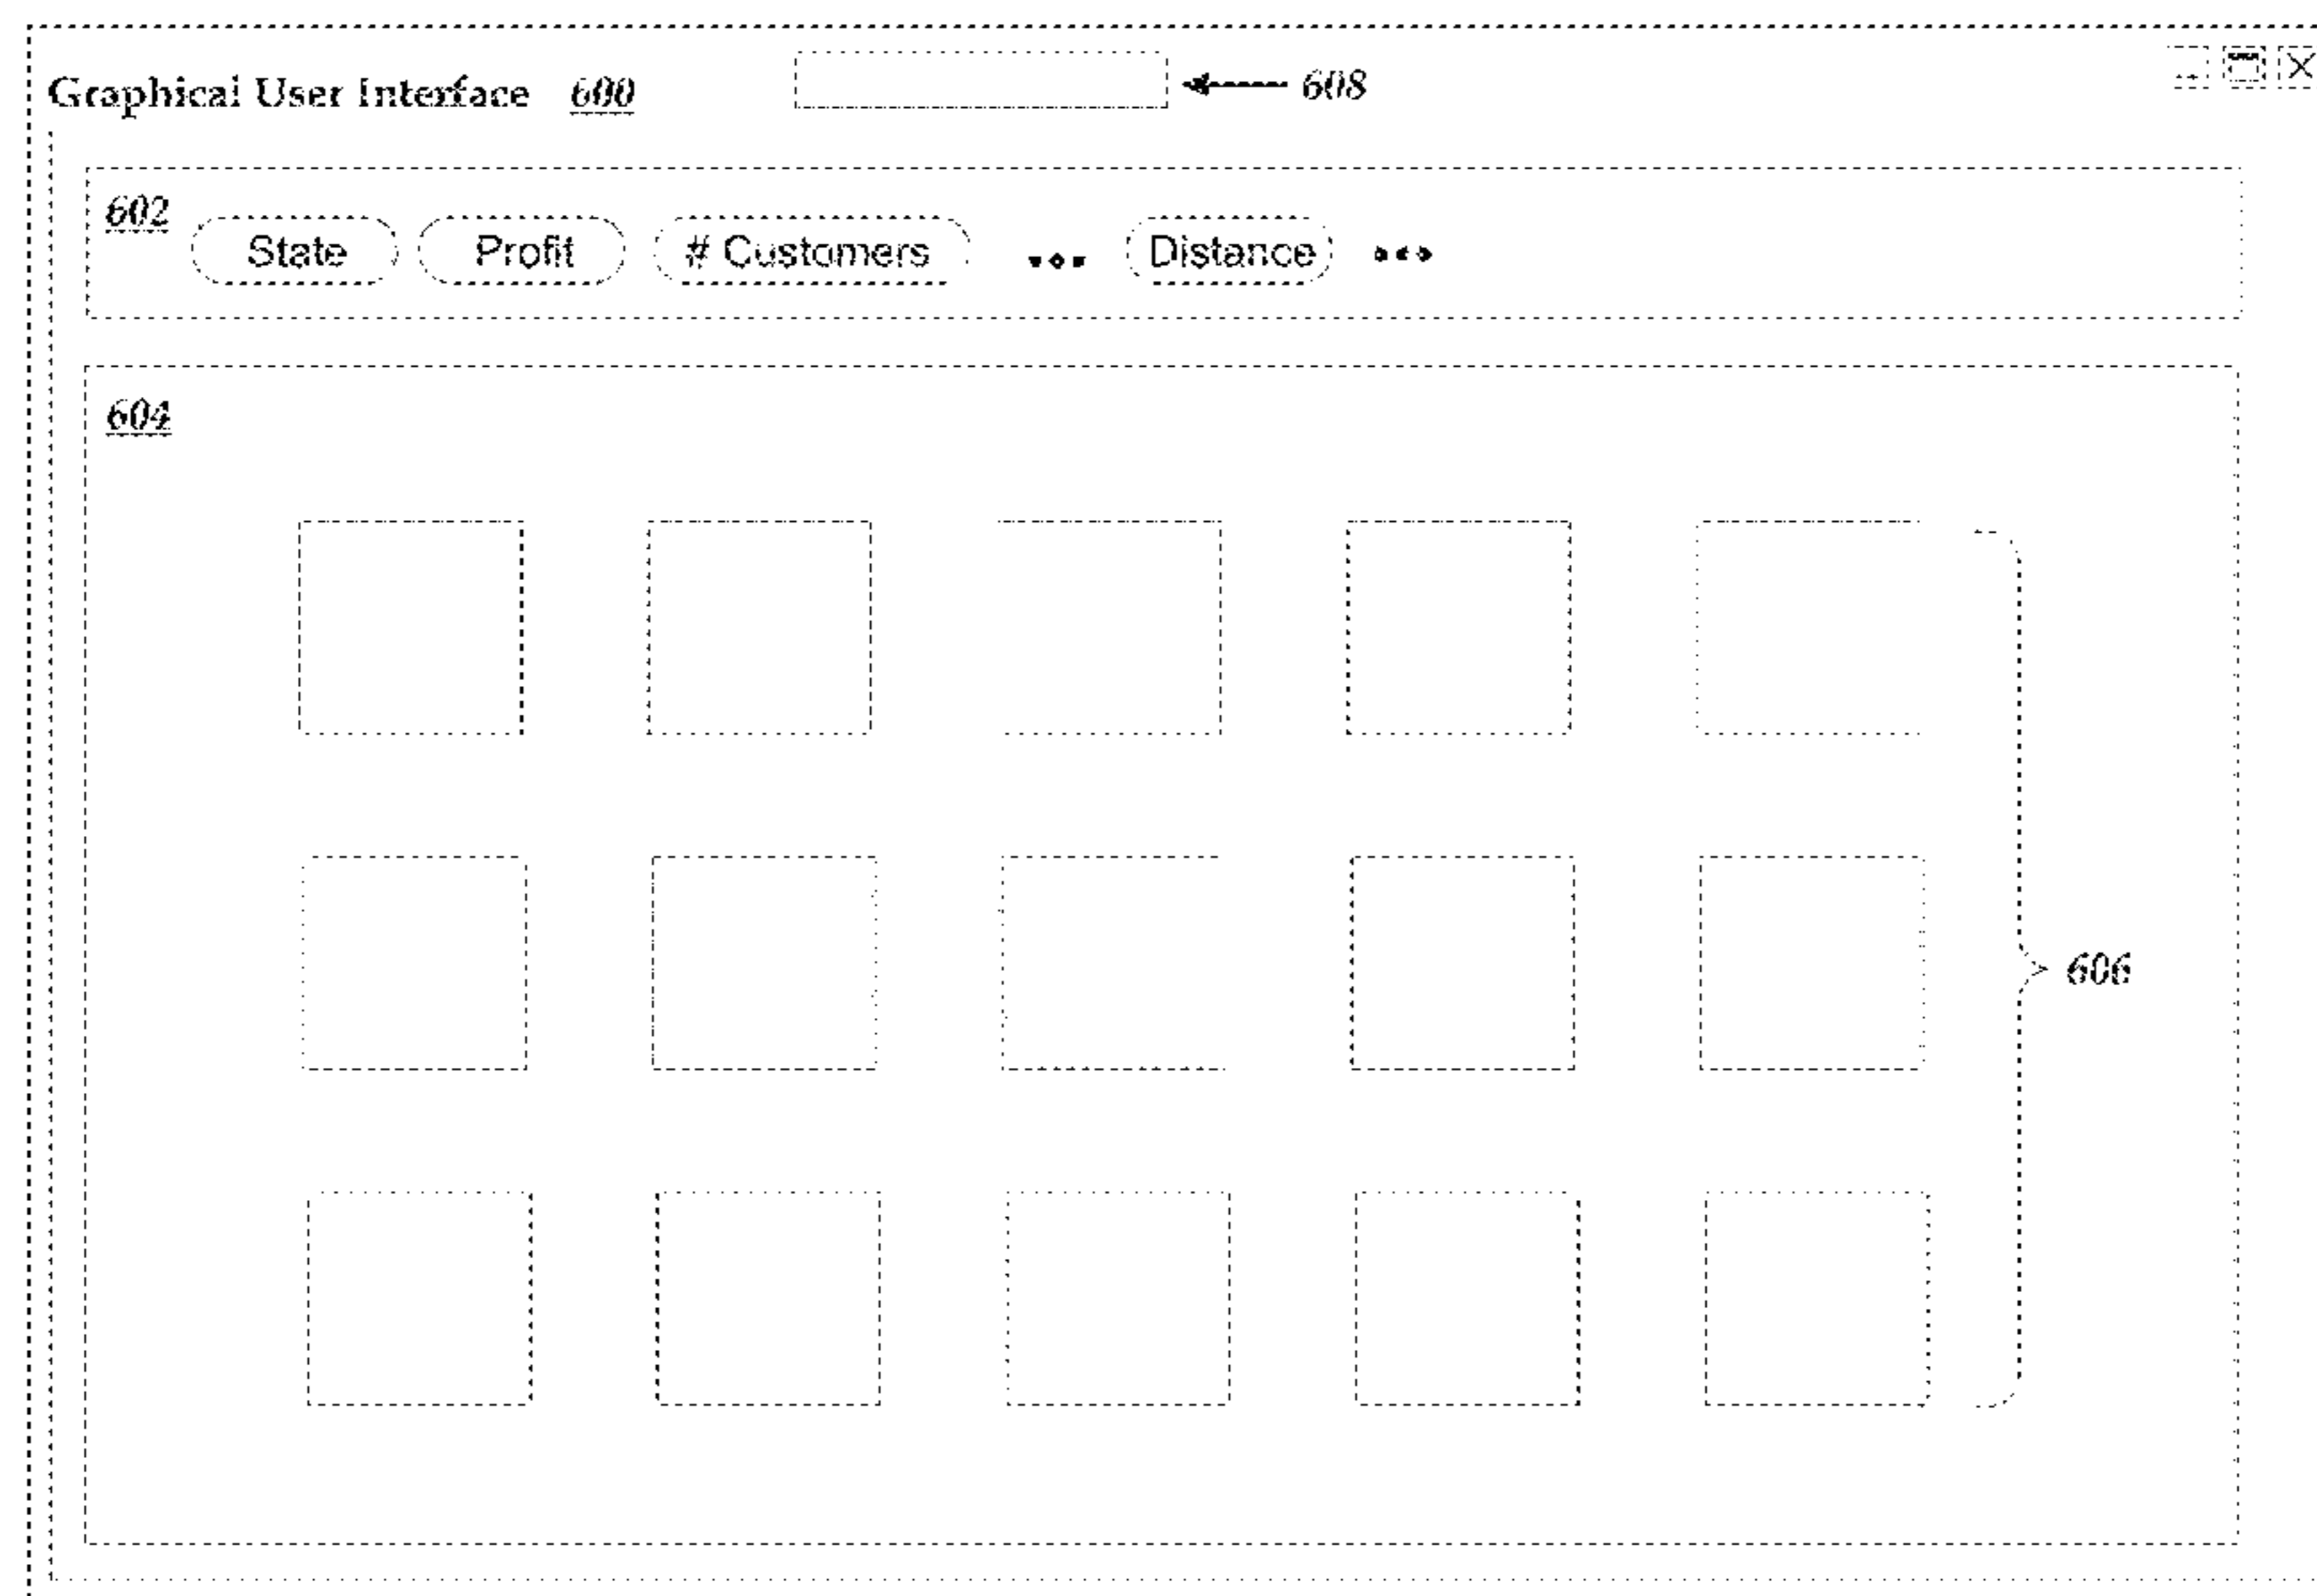 Graphical User Interface 600
608
602
State Profit # Customers ••• Distance •••
604
606